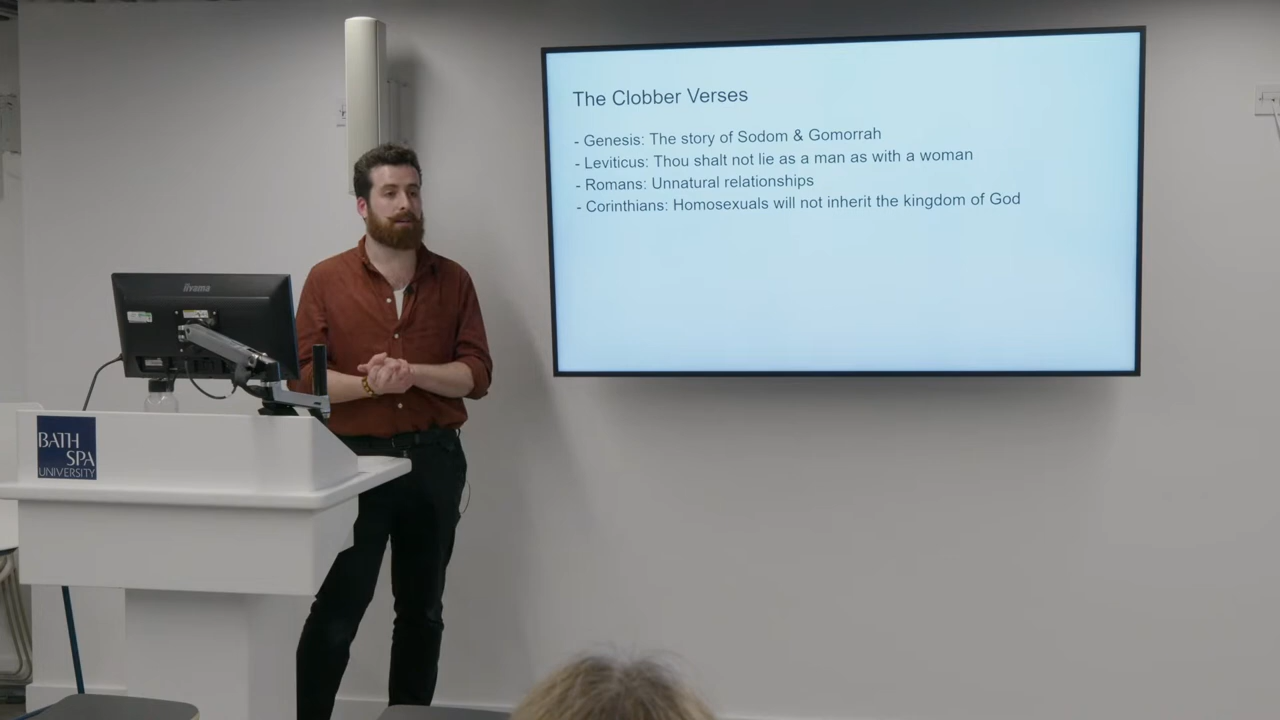 The Clobber Verses
- Genesis: The story of Sodom & Gomorrah
- Leviticus: Thou shalt not lie as a man as with a woman
- Romans: Unnatural relationships
- Corinthians: Homosexuals will not inherit the kingdom of God
iiyama
BATH
SPA
UNIVERSITY